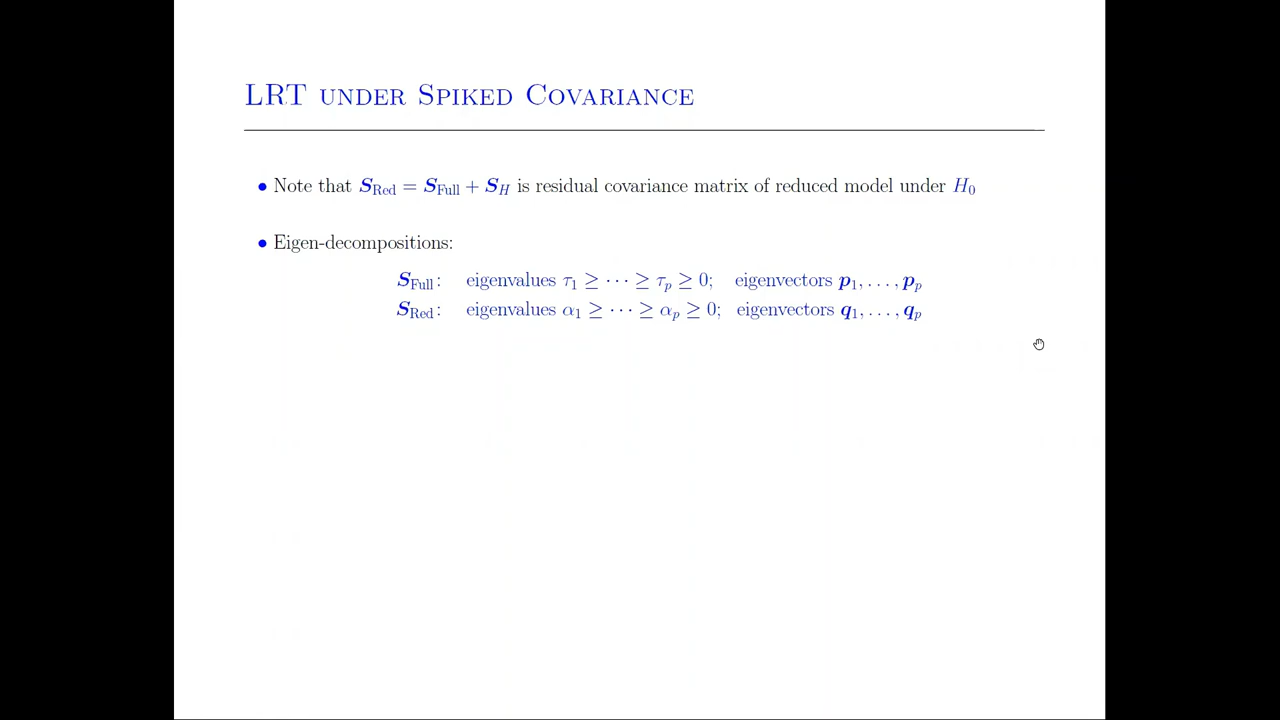 LRT under Spiked Covariance
• Note that S_Red = S_Full + S_H is residual covariance matrix of reduced model under H_0
• Eigen-decompositions:
S_Full: eigenvalues τ_1 ≥ ··· ≥ τ_p ≥ 0; eigenvectors p_1, . . . , p_p
S_Red: eigenvalues α_1 ≥ ··· ≥ α_p ≥ 0; eigenvectors q_1, . . . , q_p